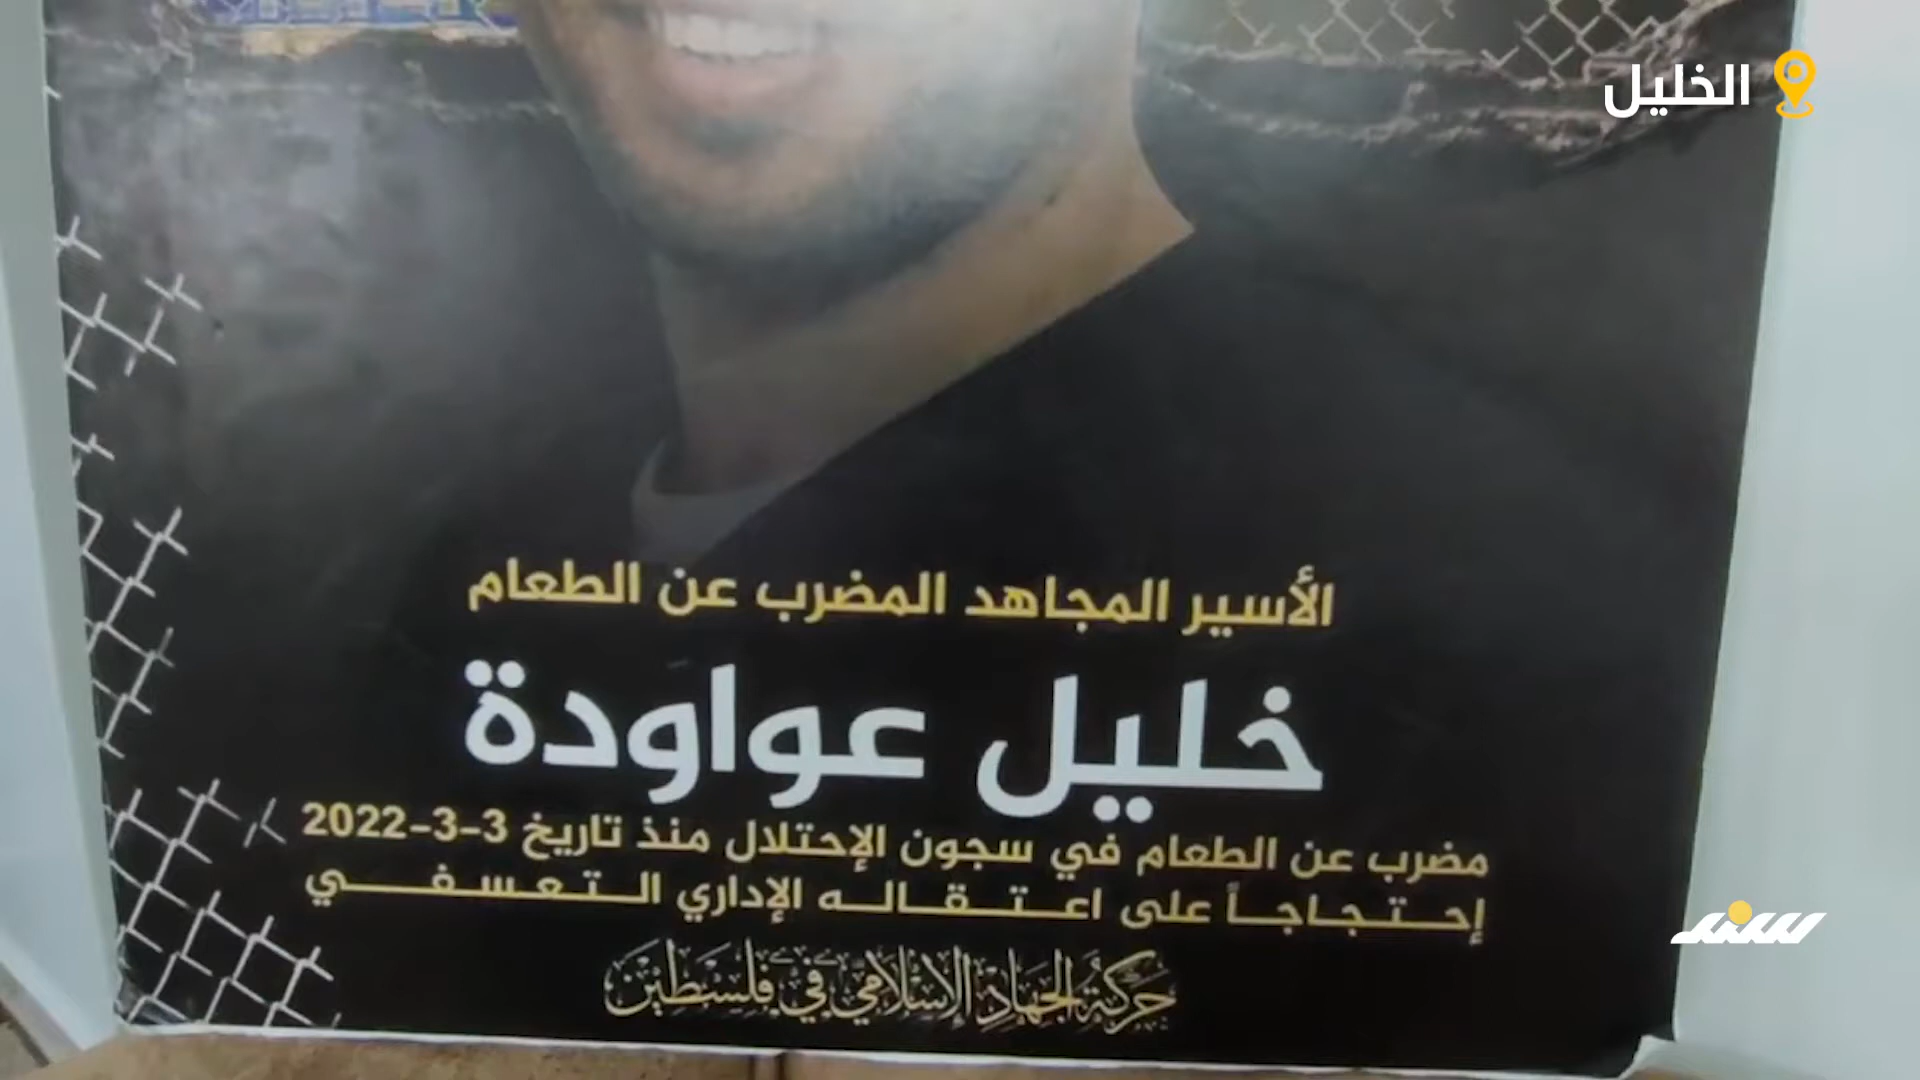 الخليل
الأسير المجاهد المضرب عن الطعام
خليل عواودة
مضرب عن الطعام في سجون الإحتلال منذ تاريخ 3-3-2022
إحتجاجاً على اعتقاله الإداري التعسفي
حركة الجهاد الإسلامي في فلسطين
سند